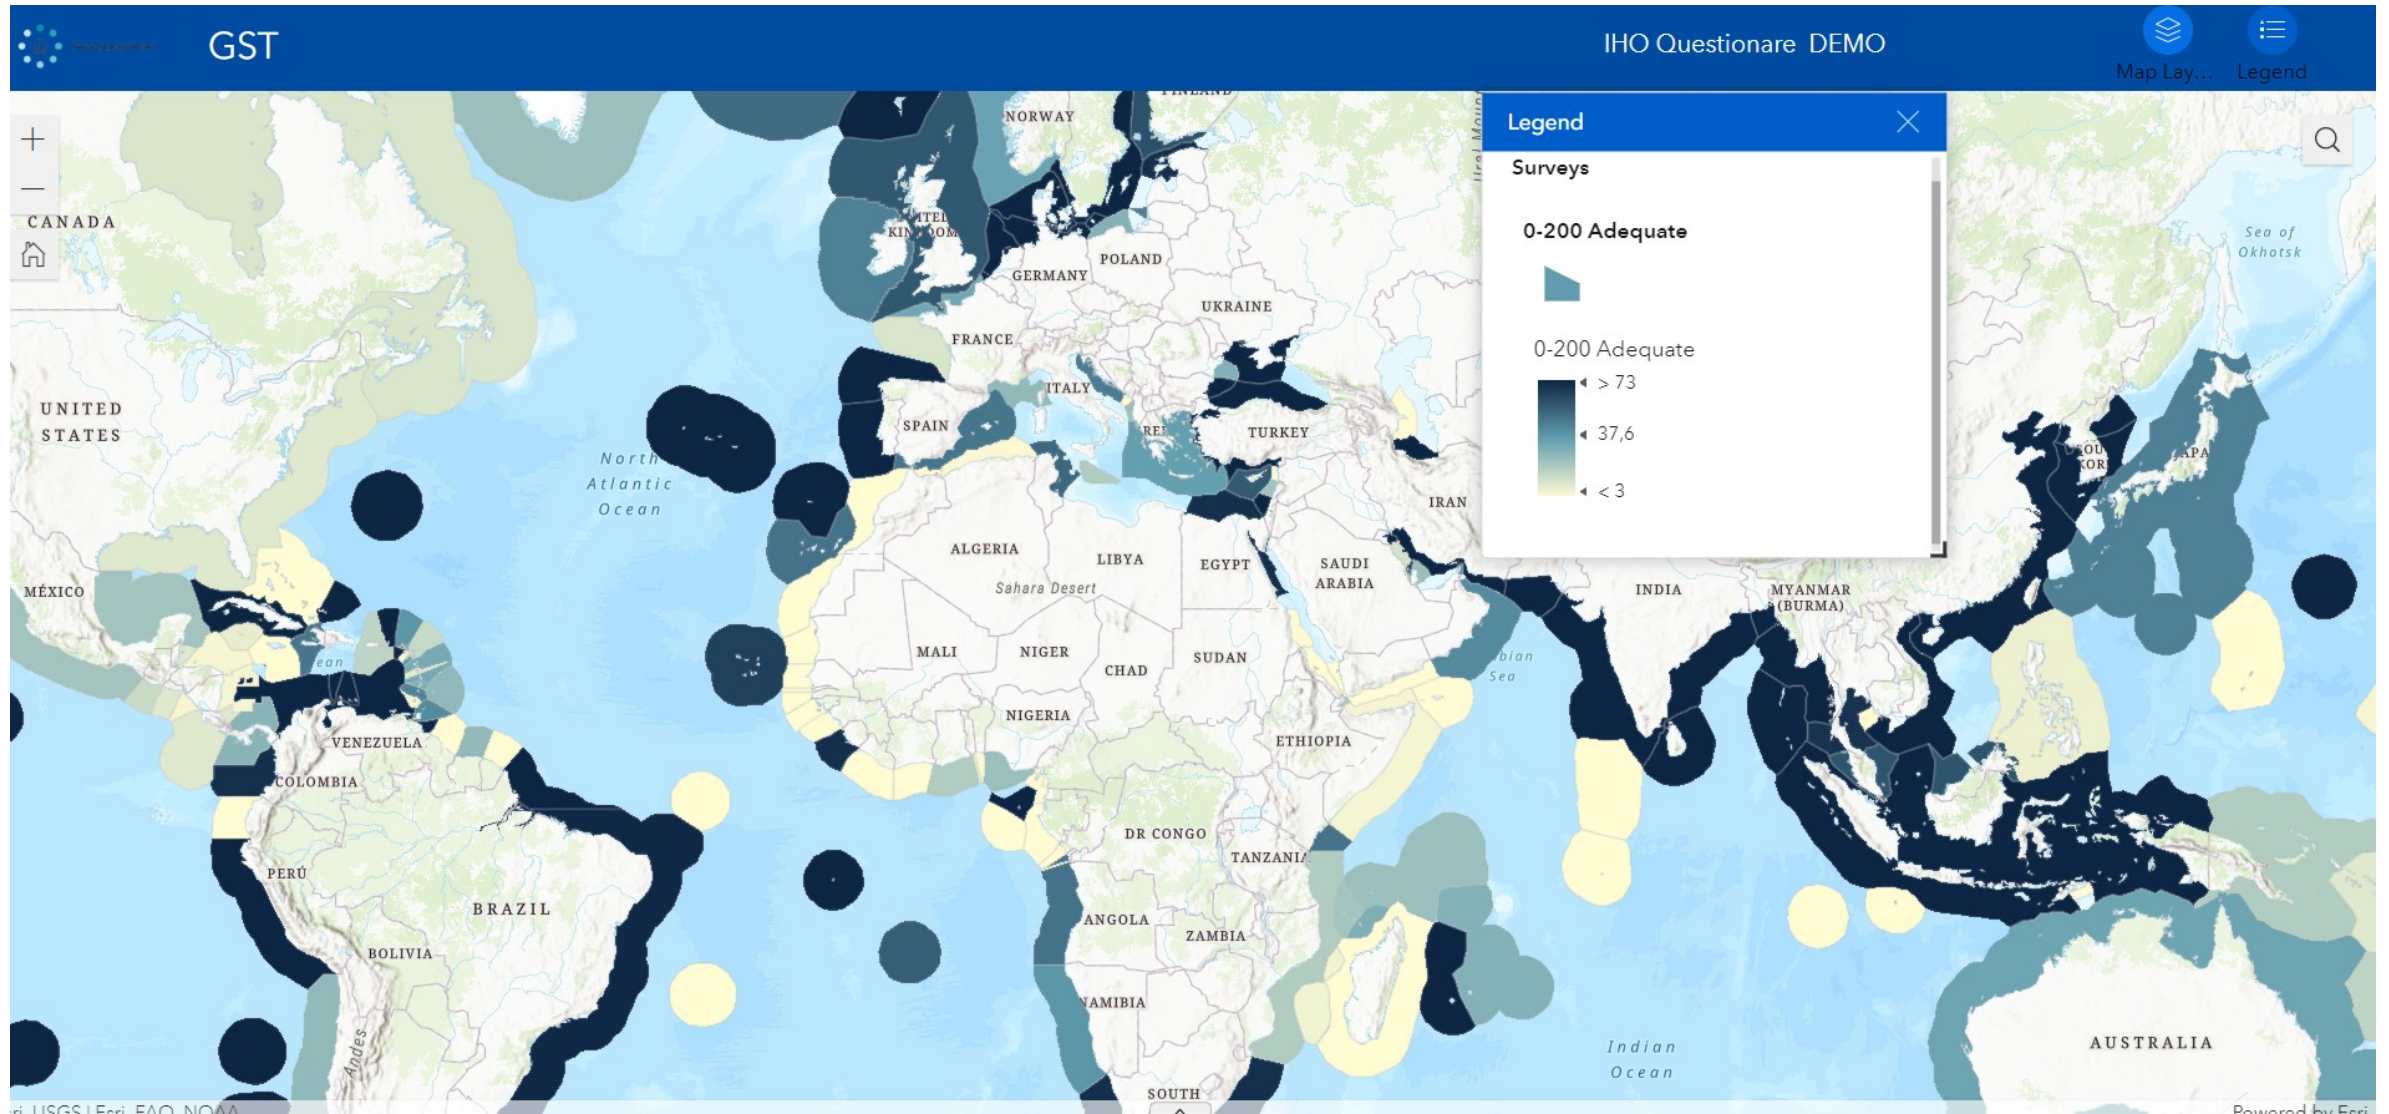 GST
IHO Questionare DEMO
Map Lay...
Legend
Legend
Surveys
0-200 Adequate
0-200 Adequate
> 73
37,6
< 3
FINLAND
NORWAY
CANADA
KINGDOM
POLAND
GERMANY
UKRAINE
FRANCE
ITALY
SPAIN
TURKEY
IRAN
UNITED
STATES
North
Atlantic
Ocean
Sea of
Okhotsk
ALGERIA
LIBYA
EGYPT
SAUDI
ARABIA
Sahara Desert
MÉXICO
INDIA
MYANMAR
(BURMA)
MALI
NIGER
CHAD
SUDAN
Sea
NIGERIA
ETHIOPIA
VENEZUELA
COLOMBIA
DR CONGO
TANZANIA
PERÚ
BRAZIL
BOLIVIA
ANGOLA
ZAMBIA
NAMIBIA
Andes
SOUTH
Indian
Ocean
AUSTRALIA
USGS | Esri, FAO, NOAA
Powered by Esri